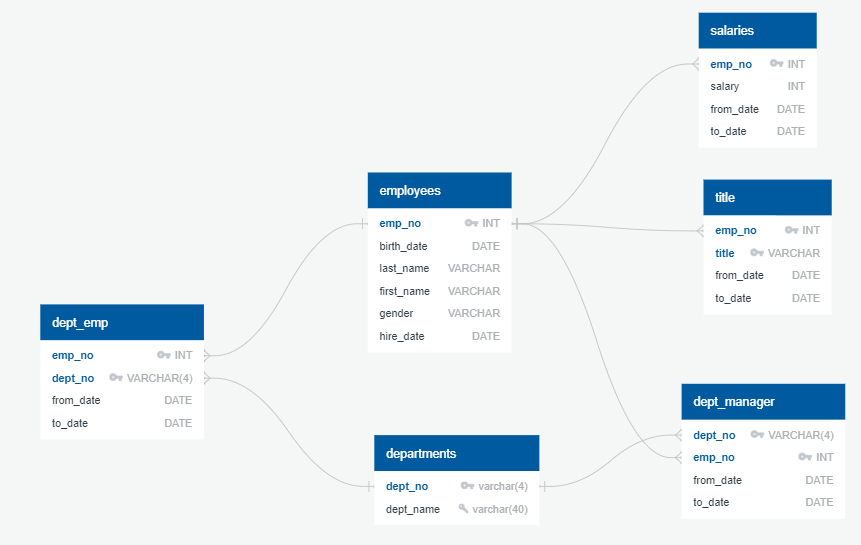 salaries
emp_no INT
salary INT
from_date DATE
to_date DATE
employees
emp_no INT
birth_date DATE
last_name VARCHAR
first_name VARCHAR
gender VARCHAR
hire_date DATE
title
emp_no INT
title VARCHAR
from_date DATE
to_date DATE
dept_emp
emp_no INT
dept_no VARCHAR(4)
from_date DATE
to_date DATE
departments
dept_no varchar(4)
dept_name varchar(40)
dept_manager
dept_no VARCHAR(4)
emp_no INT
from_date DATE
to_date DATE